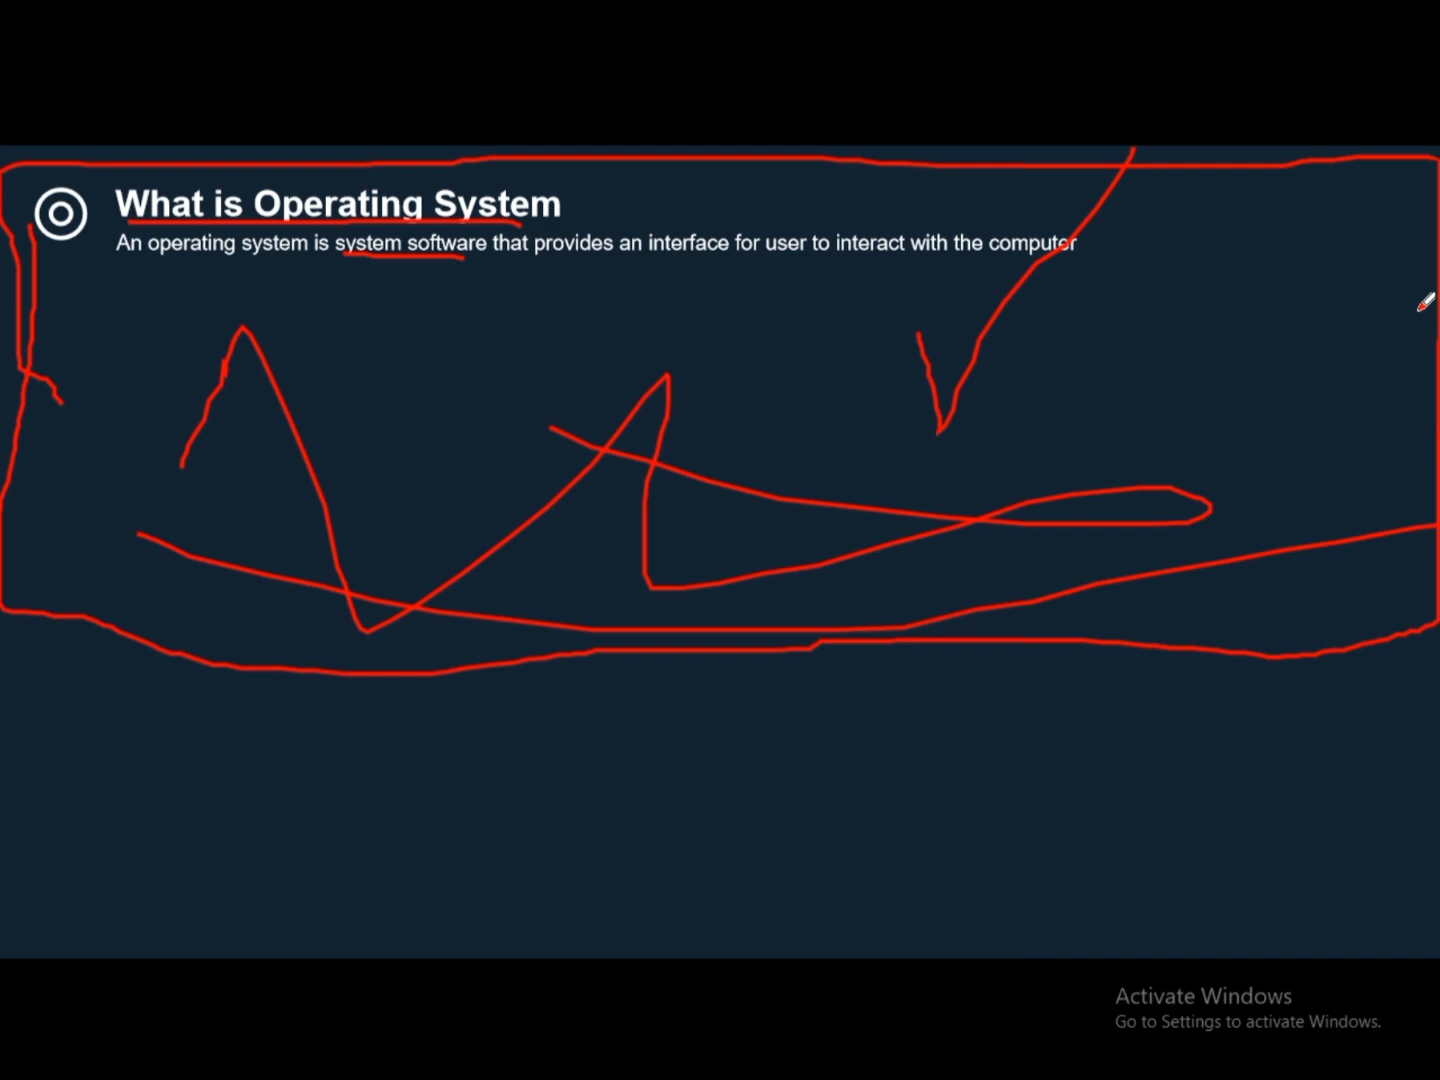 What is Operating System
An operating system is system software that provides an interface for user to interact with the computer
Activate Windows
Go to Settings to activate Windows.